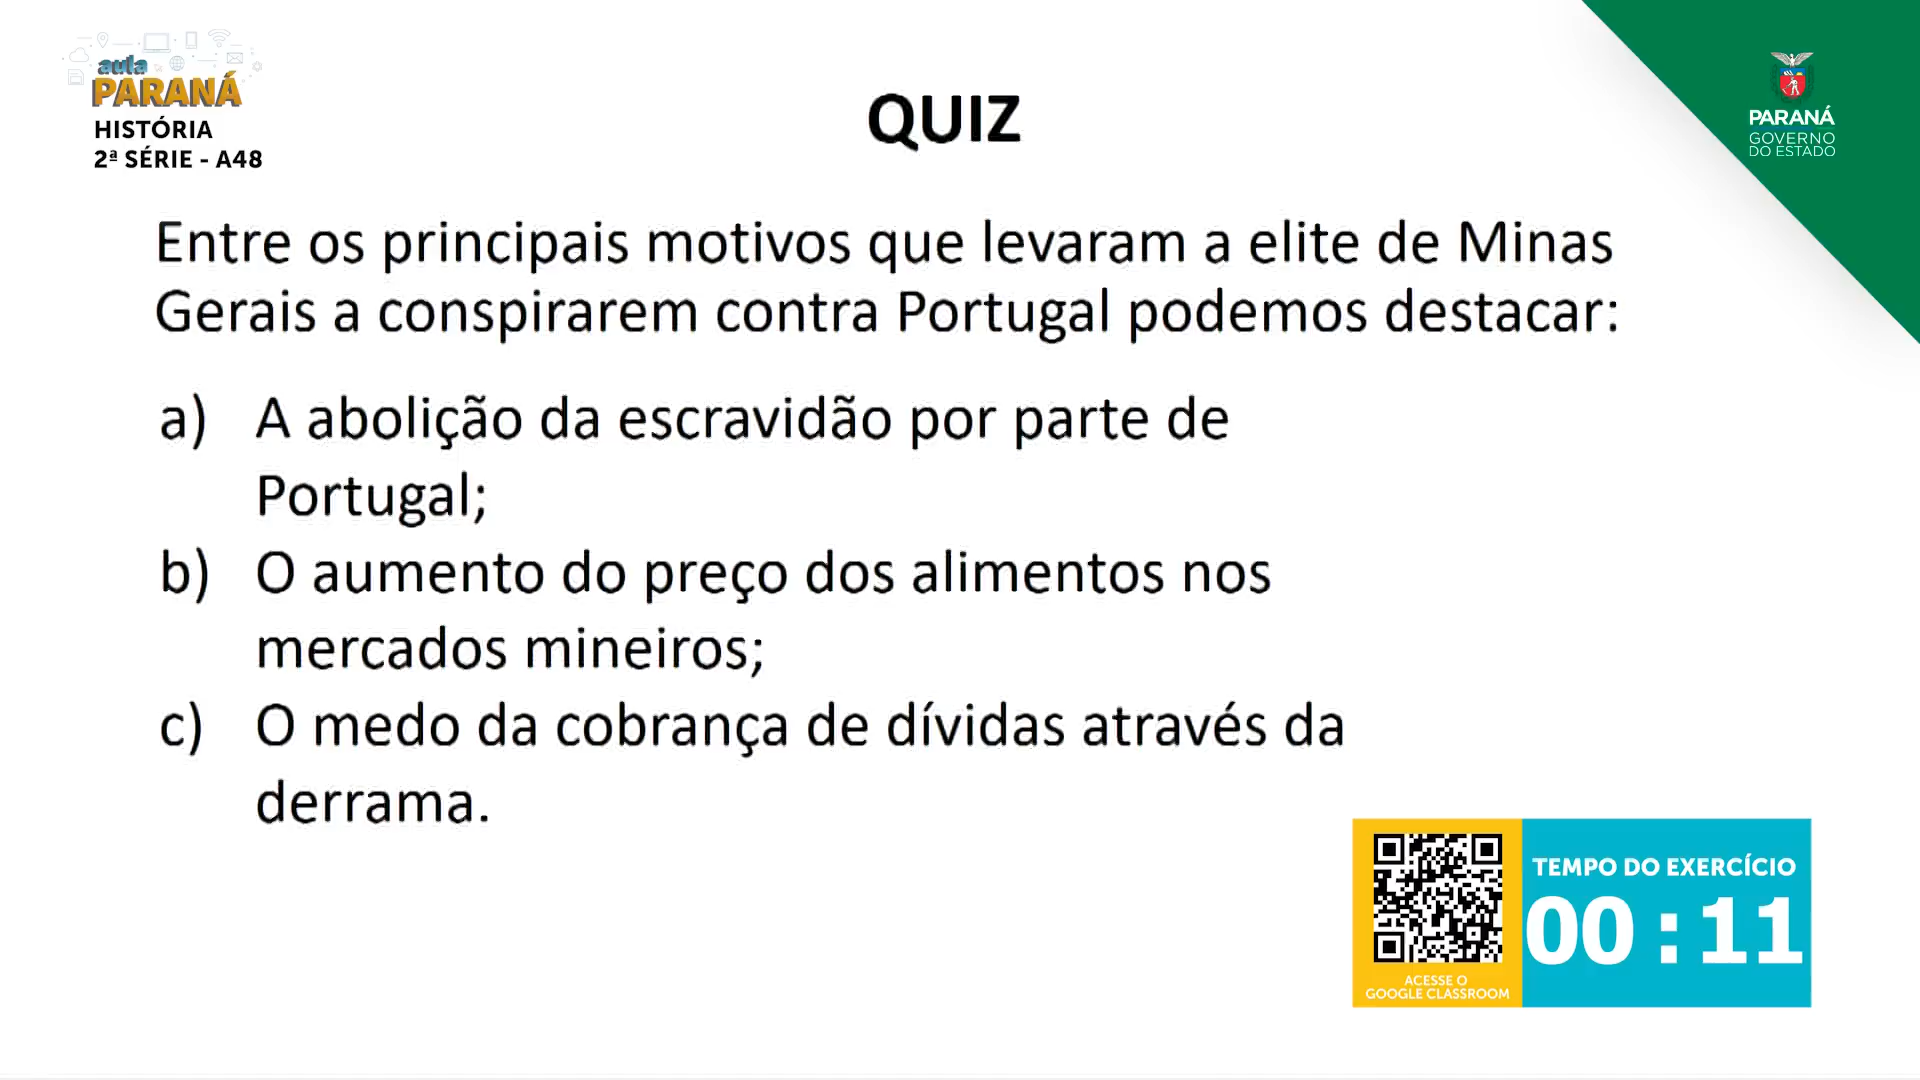 aula
PARANÁ
HISTÓRIA
2ª SÉRIE - A48
QUIZ
PARANÁ
GOVERNO
DO ESTADO
Entre os principais motivos que levaram a elite de Minas
Gerais a conspirarem contra Portugal podemos destacar:
a) A abolição da escravidão por parte de
Portugal;
b) O aumento do preço dos alimentos nos
mercados mineiros;
c) O medo da cobrança de dívidas através da
derrama.
TEMPO DO EXERCÍCIO
00:11
ACESSE O
GOOGLE CLASSROOM